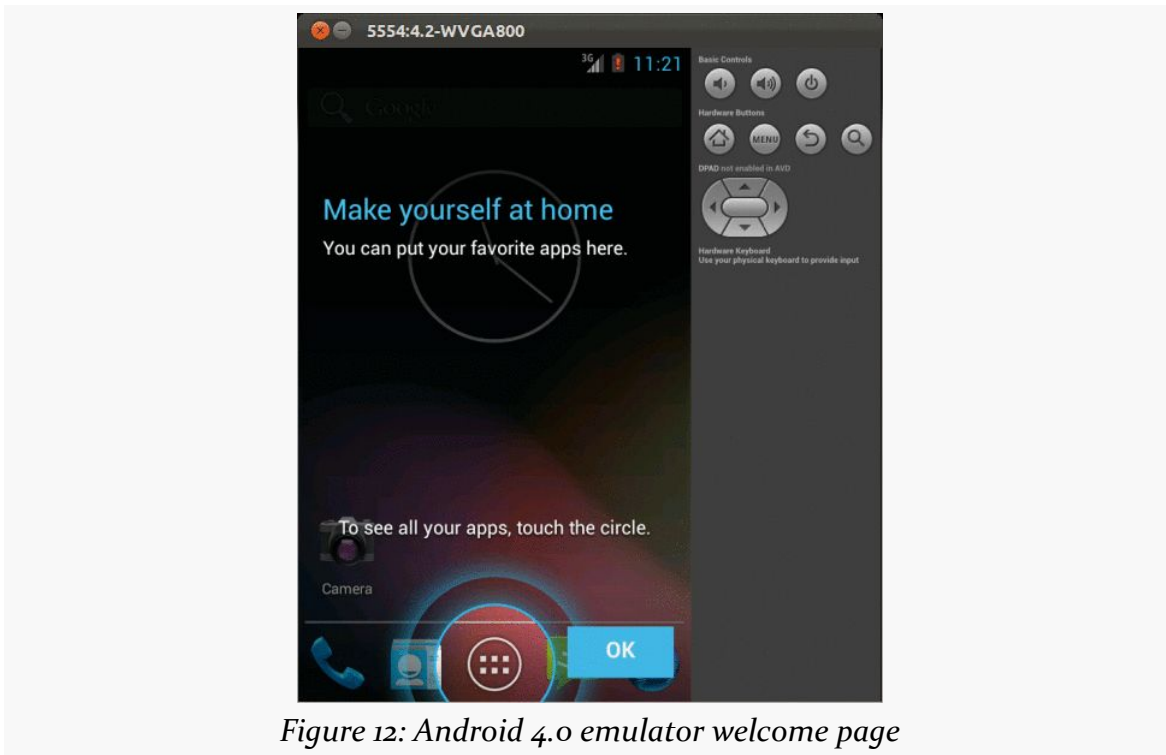 5554:4.2-WVGA800
3G 11:21
Google
Make yourself at home
You can put your favorite apps here.
To see all your apps, touch the circle.
Camera
OK
Basic Controls
Hardware Buttons
MENU
DPAD not enabled in AVD
Hardware Keyboard
Use your physical keyboard to provide input
Figure 12: Android 4.0 emulator welcome page